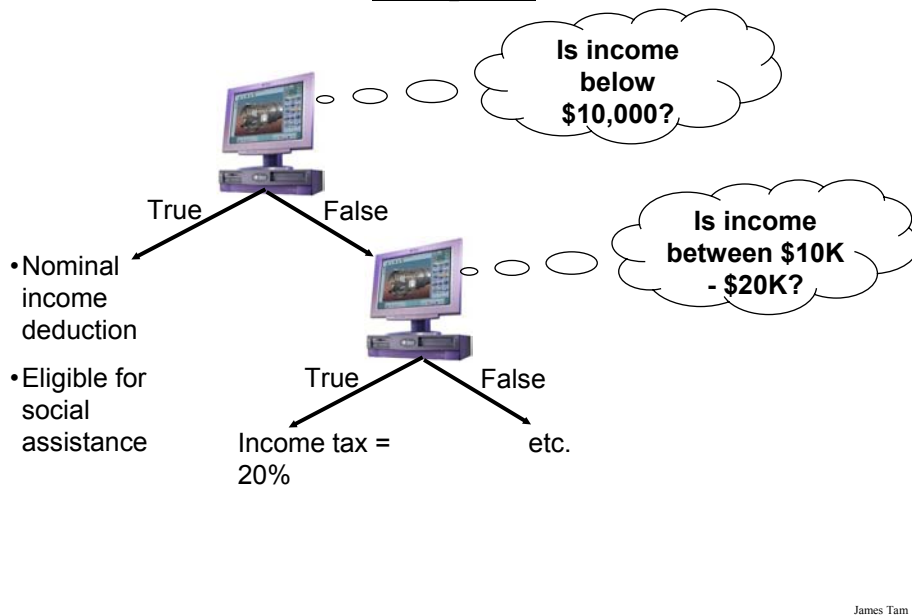 Is income
below
$10,000?
True
False
Is income
between $10K
- $20K?
•Nominal
income
deduction
•Eligible for
social
assistance
True
False
Income tax =
20%
etc.
James Tam